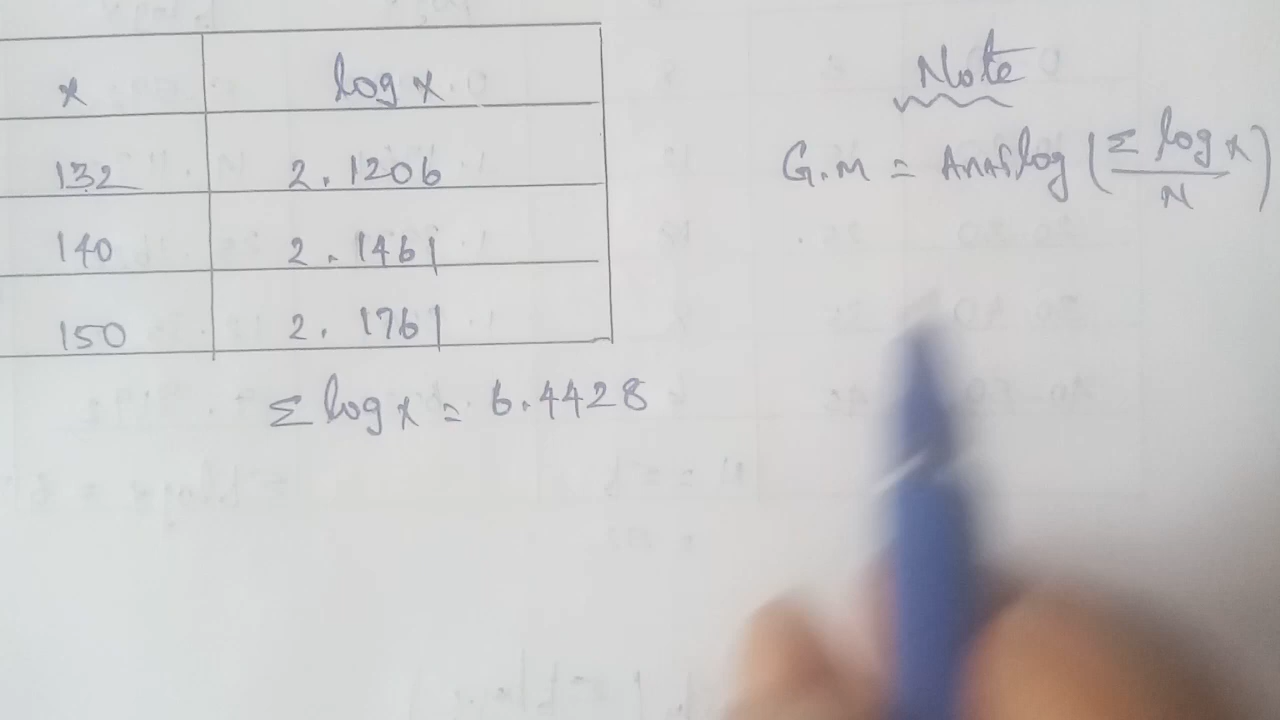 x log x
132 2.1206
140 2.1461
150 2.1761
Σ log x = 6.4428
Note
G.M = Antilog (Σ log x / N)